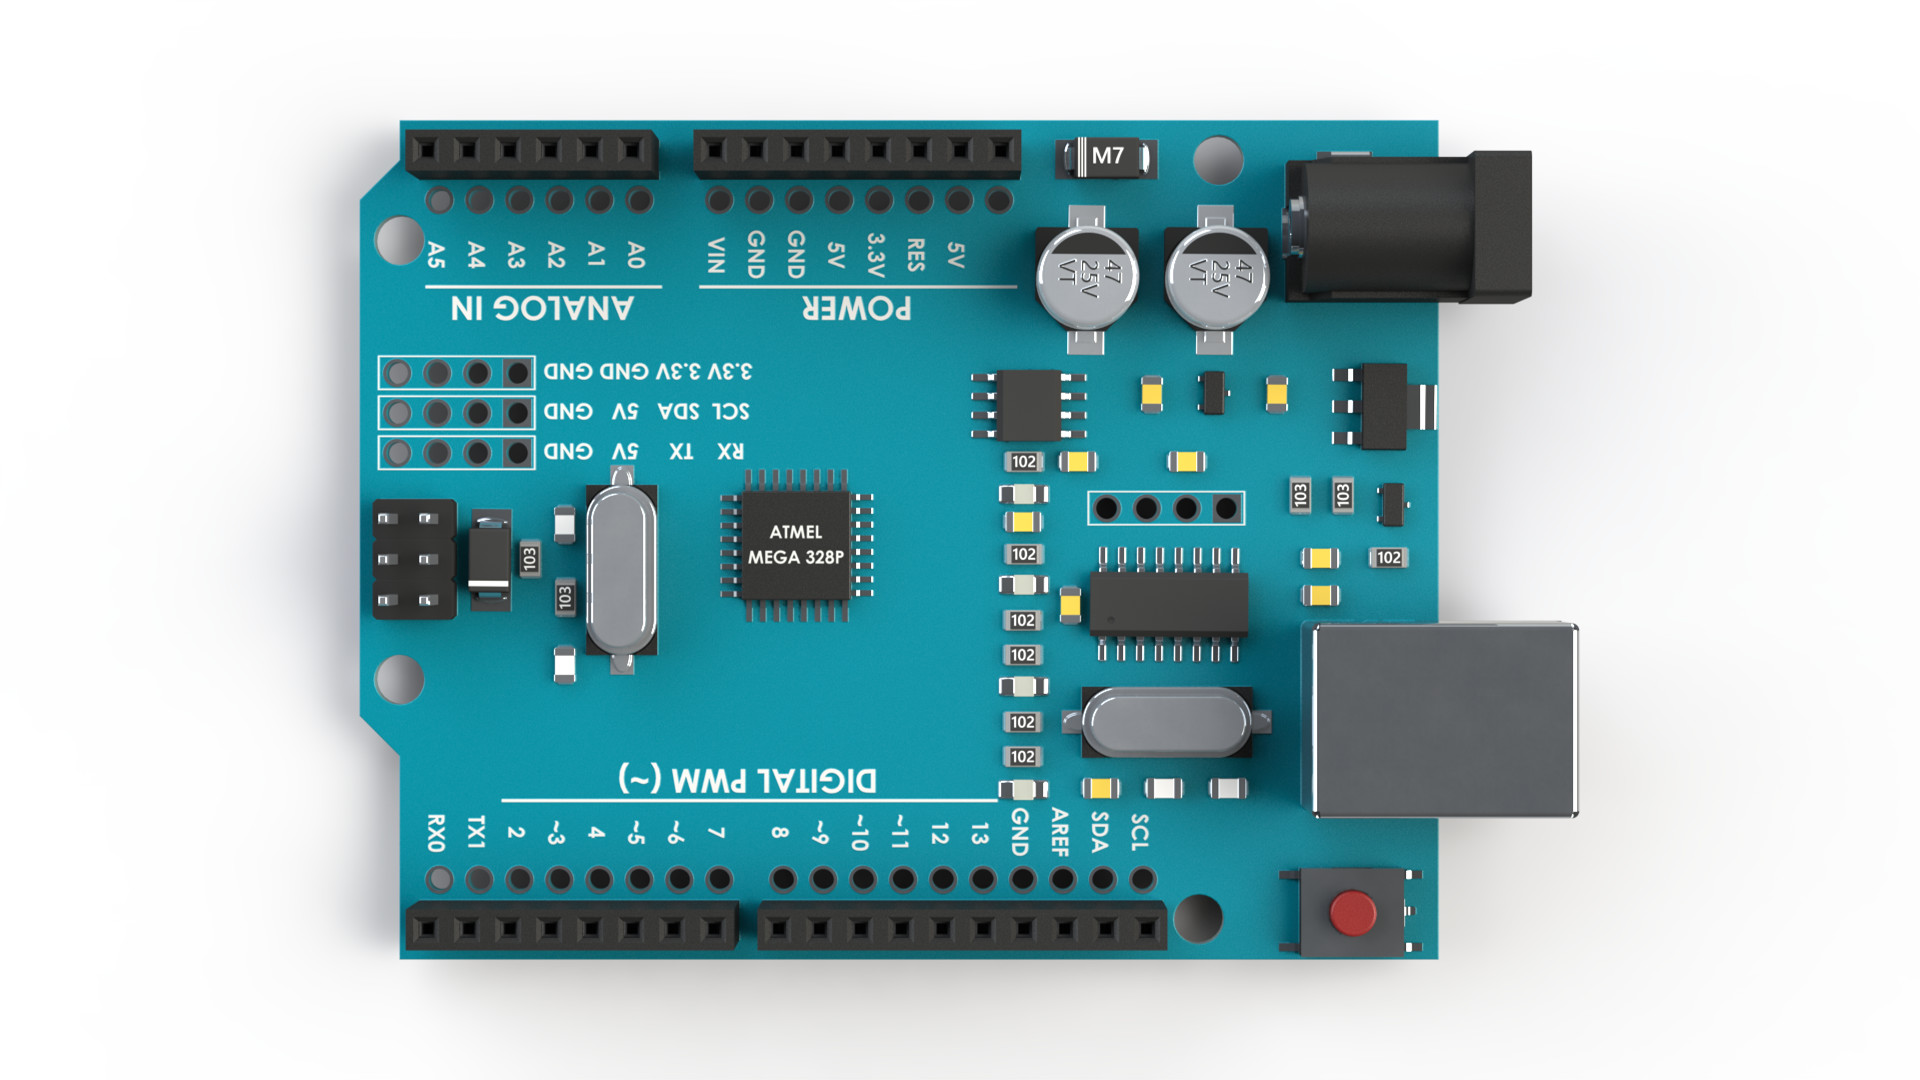 M7
A5 A4 A3 A2 A1 A0
VIN GND GND 5V 3.3V RES 5V
ANALOG IN
POWER
47
25V
VT
47
25V
VT
3.3V 3.3V GND GND
SCL SDA 5V GND
RX TX 5V GND
102
103
103
ATMEL
MEGA 328P
103
102
102
103
102
102
102
102
DIGITAL PWM (~)
RX0 TX1 2 ~3 4 ~5 ~6 7 8 ~9 ~10 ~11 12 13 GND AREF SDA SCL